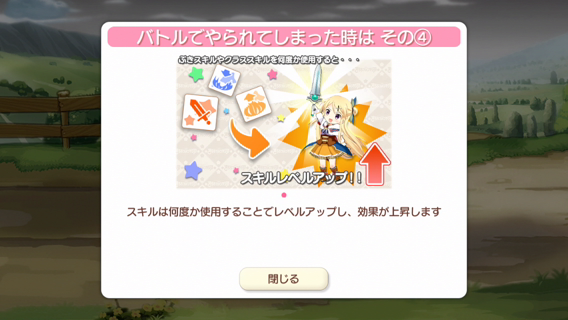 バトルでやられてしまった時は その④
ぶきスキルやクラススキルを何度か使用すると・・・
スキルレベルアップ！！
スキルは何度か使用することでレベルアップし、効果が上昇します
閉じる